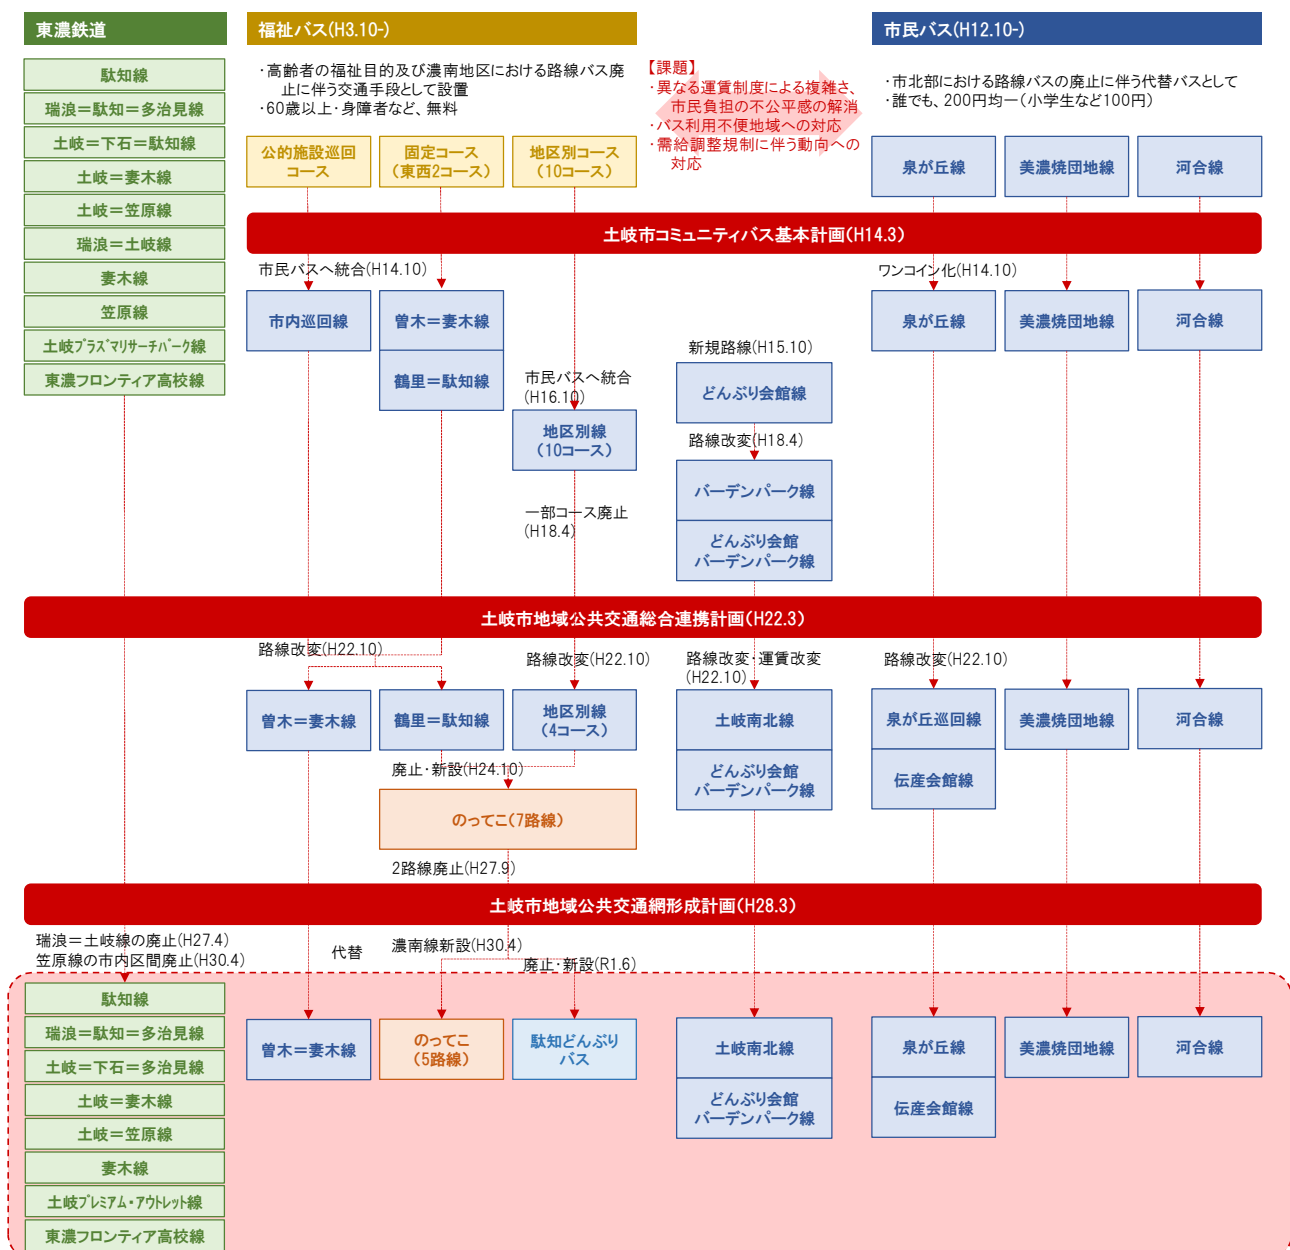 東濃鉄道
福祉バス(H3.10-)
市民バス(H12.10-)
駄知線
瑞浪=駄知=多治見線
土岐=下石=駄知線
土岐=妻木線
土岐=笠原線
瑞浪=土岐線
妻木線
笠原線
土岐プラズマリサーチパーク線
東濃フロンティア高校線
・高齢者の福祉目的及び濃南地区における路線バス廃
止に伴う交通手段として設置
・60歳以上・身障者など、無料
【課題】
・異なる運賃制度による複雑さ、
市民負担の不公平感の解消
・バス利用不便地域への対応
・需給調整規制に伴う動向への
対応
・市北部における路線バスの廃止に伴う代替バスとして
・誰でも、200円均一(小学生など100円)
公的施設巡回
コース
固定コース
(東西2コース)
地区別コース
(10コース)
泉が丘線
美濃焼団地線
河合線
土岐市コミュニティバス基本計画(H14.3)
市民バスへ統合(H14.10)
ワンコイン化(H14.10)
市内巡回線
曽木=妻木線
鶴里=駄知線
泉が丘線
美濃焼団地線
河合線
新規路線(H15.10)
どんぶり会館線
市民バスへ統合
(H16.10)
地区別線
(10コース)
路線改変(H18.4)
バーデンパーク線
どんぶり会館
バーデンパーク線
一部コース廃止
(H18.4)
土岐市地域公共交通総合連携計画(H22.3)
路線改変(H22.10)
路線改変(H22.10)
路線改変・運賃改変
(H22.10)
路線改変(H22.10)
曽木=妻木線
鶴里=駄知線
地区別線
(4コース)
土岐南北線
どんぶり会館
バーデンパーク線
泉が丘巡回線
伝産会館線
美濃焼団地線
河合線
廃止・新設(H24.10)
のってこ(7路線)
2路線廃止(H27.9)
土岐市地域公共交通網形成計画(H28.3)
瑞浪=土岐線の廃止(H27.4)
笠原線の市内区間廃止(H30.4)
代替
濃南線新設(H30.4)
廃止・新設(R1.6)
駄知線
瑞浪=駄知=多治見線
土岐=下石=多治見線
土岐=妻木線
土岐=笠原線
妻木線
土岐プレミアム・アウトレット線
東濃フロンティア高校線
曽木=妻木線
のってこ
(5路線)
駄知どんぶり
バス
土岐南北線
どんぶり会館
バーデンパーク線
泉が丘線
伝産会館線
美濃焼団地線
河合線